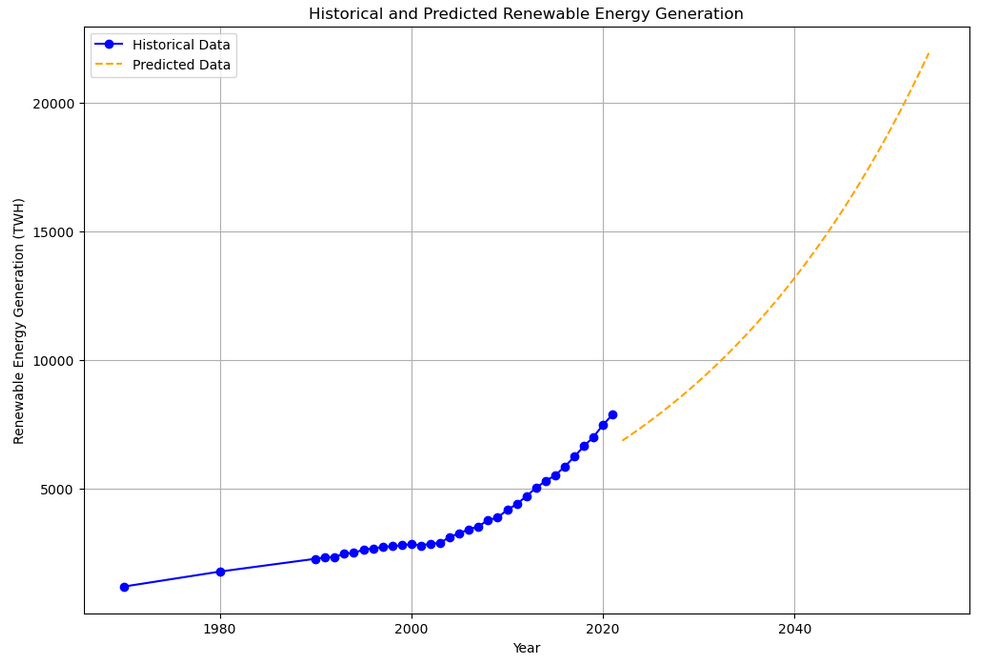 Historical and Predicted Renewable Energy Generation
Historical Data
Predicted Data
Renewable Energy Generation (TWH)
20000
15000
10000
5000
1980
2000
2020
2040
Year